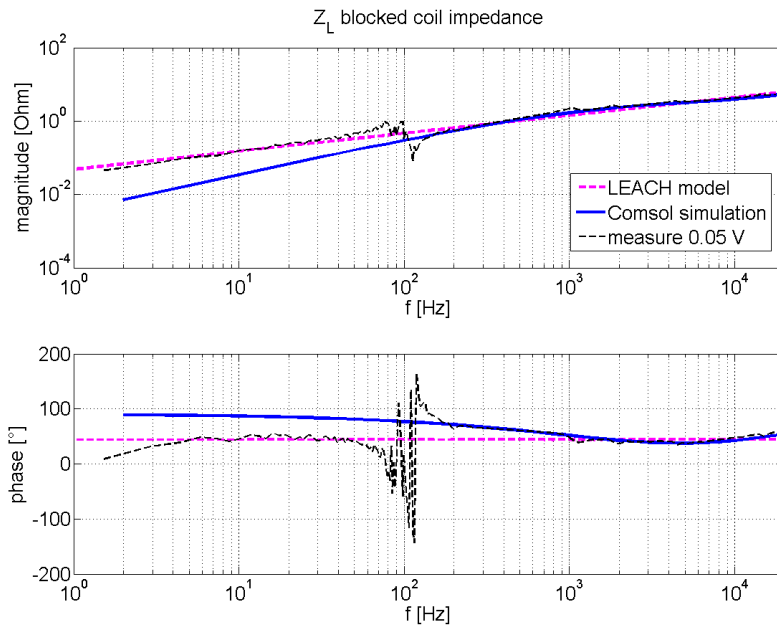 Z_L blocked coil impedance
magnitude [Ohm]
10^2
10^0
10^-2
10^-4
LEACH model
Comsol simulation
measure 0.05 V
10^0 10^1 10^2 10^3 10^4
f [Hz]
phase [°]
200
100
0
-100
-200
10^0 10^1 10^2 10^3 10^4
f [Hz]